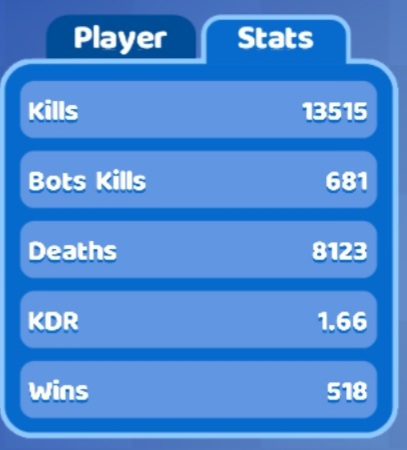 Player Stats
Kills 13515
Bots Kills 681
Deaths 8123
KDR 1.66
Wins 518